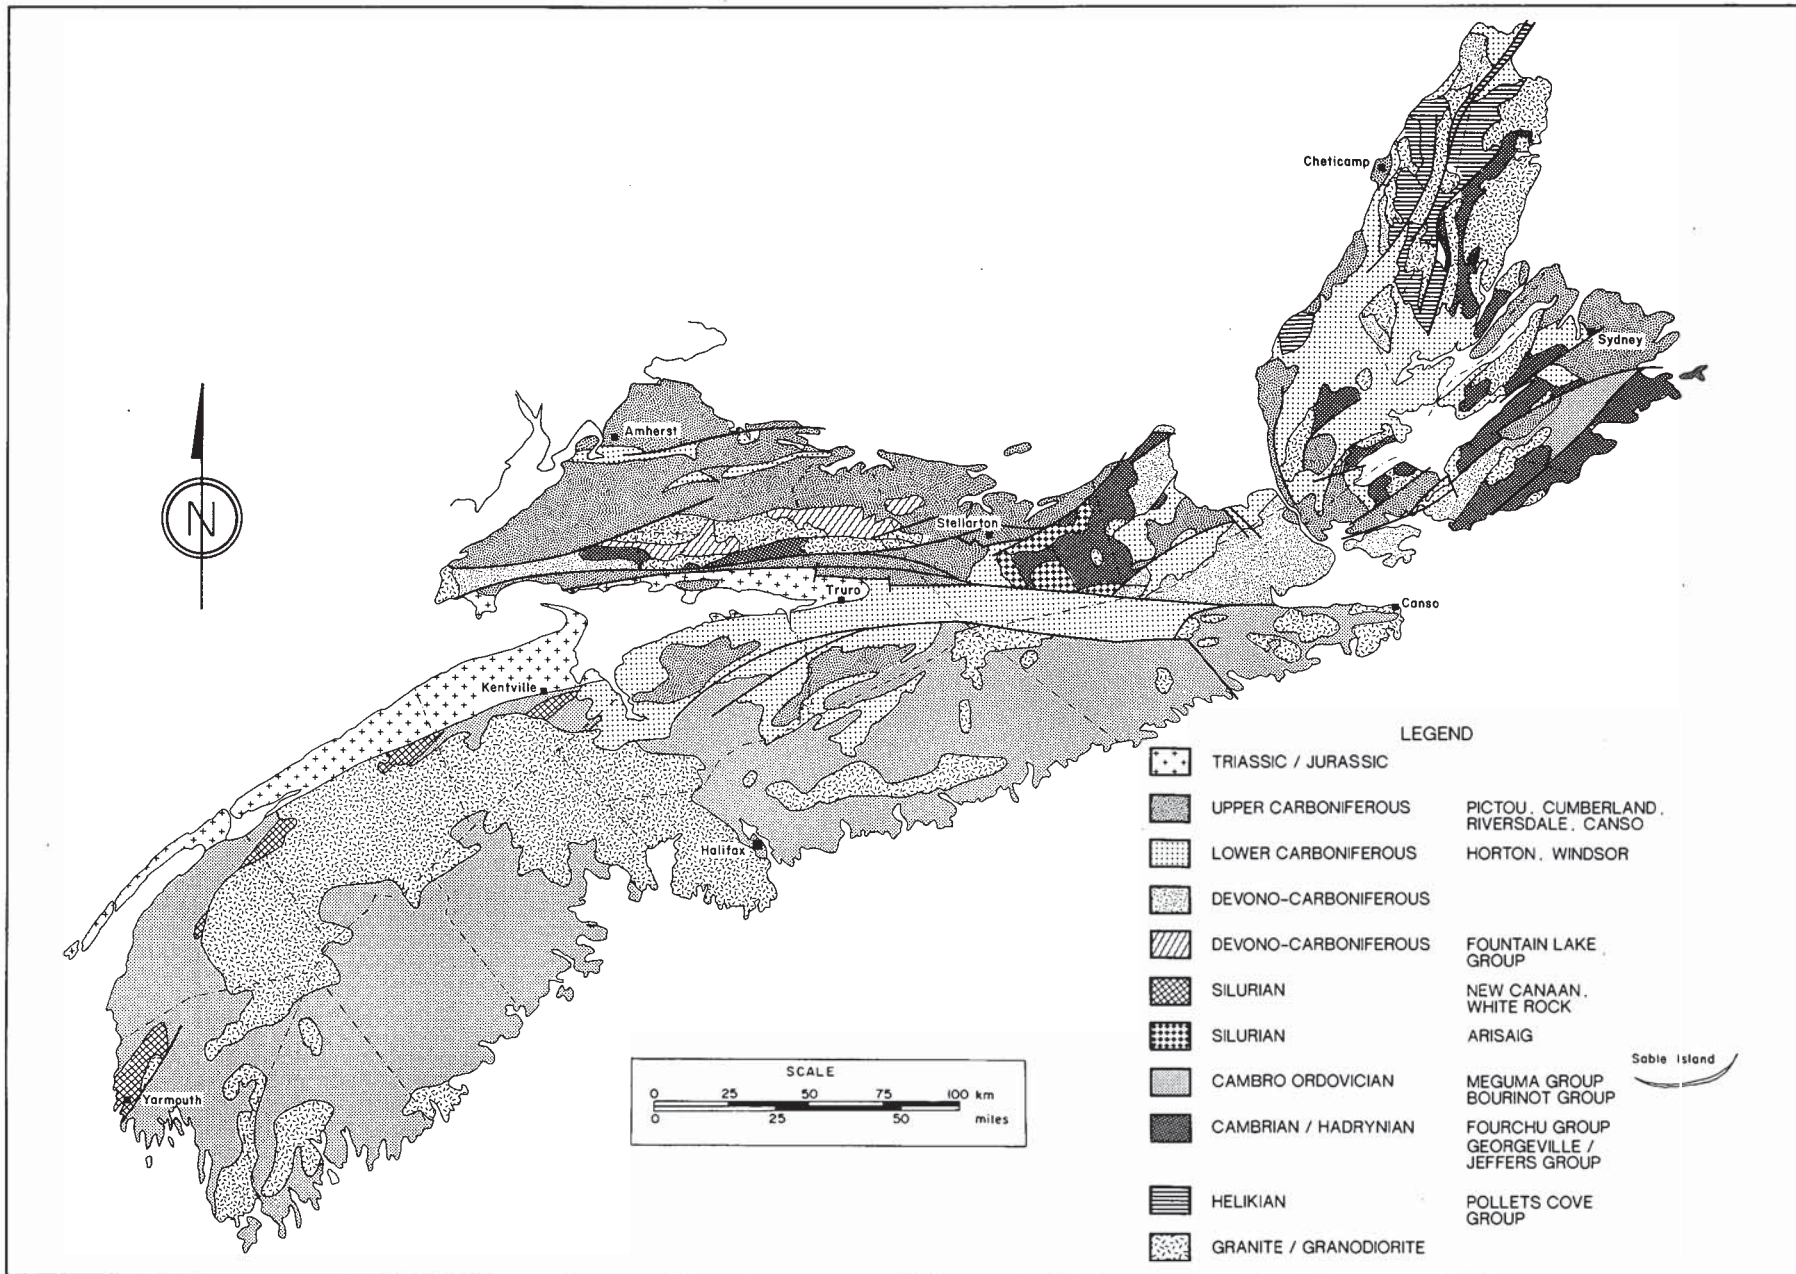 Cheticamp
Sydney
Amherst
Stellarton
Truro
Canso
Kentville
Halifax
Yarmouth
N
LEGEND
TRIASSIC / JURASSIC
UPPER CARBONIFEROUS PICTOU, CUMBERLAND,
RIVERSDALE, CANSO
LOWER CARBONIFEROUS HORTON, WINDSOR
DEVONO-CARBONIFEROUS
DEVONO-CARBONIFEROUS FOUNTAIN LAKE
GROUP
SILURIAN NEW CANAAN,
WHITE ROCK
SILURIAN ARISAIG
CAMBRO ORDOVICIAN MEGUMA GROUP
BOURINOT GROUP
CAMBRIAN / HADRYNIAN FOURCHU GROUP
GEORGEVILLE /
JEFFERS GROUP
HELIKIAN POLLETS COVE
GROUP
GRANITE / GRANODIORITE
Sable Island
SCALE
0 25 50 75 100 km
0 25 50 miles